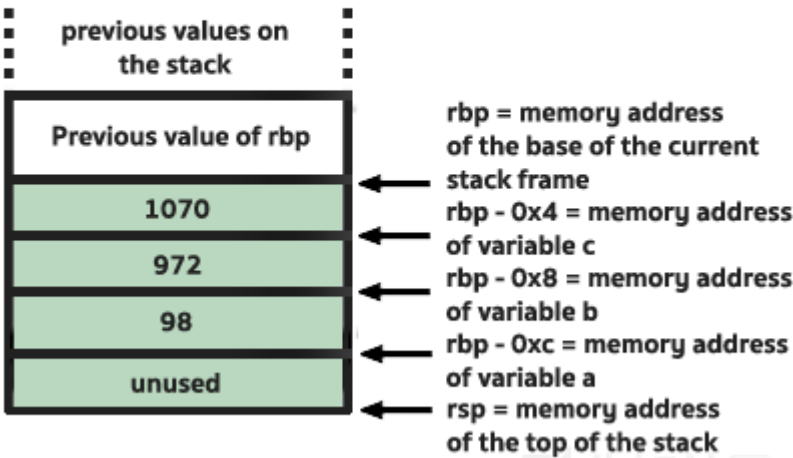 previous values on
the stack
Previous value of rbp
1070
972
98
unused
rbp = memory address
of the base of the current
stack frame
rbp - 0x4 = memory address
of variable c
rbp - 0x8 = memory address
of variable b
rbp - 0xc = memory address
of variable a
rsp = memory address
of the top of the stack